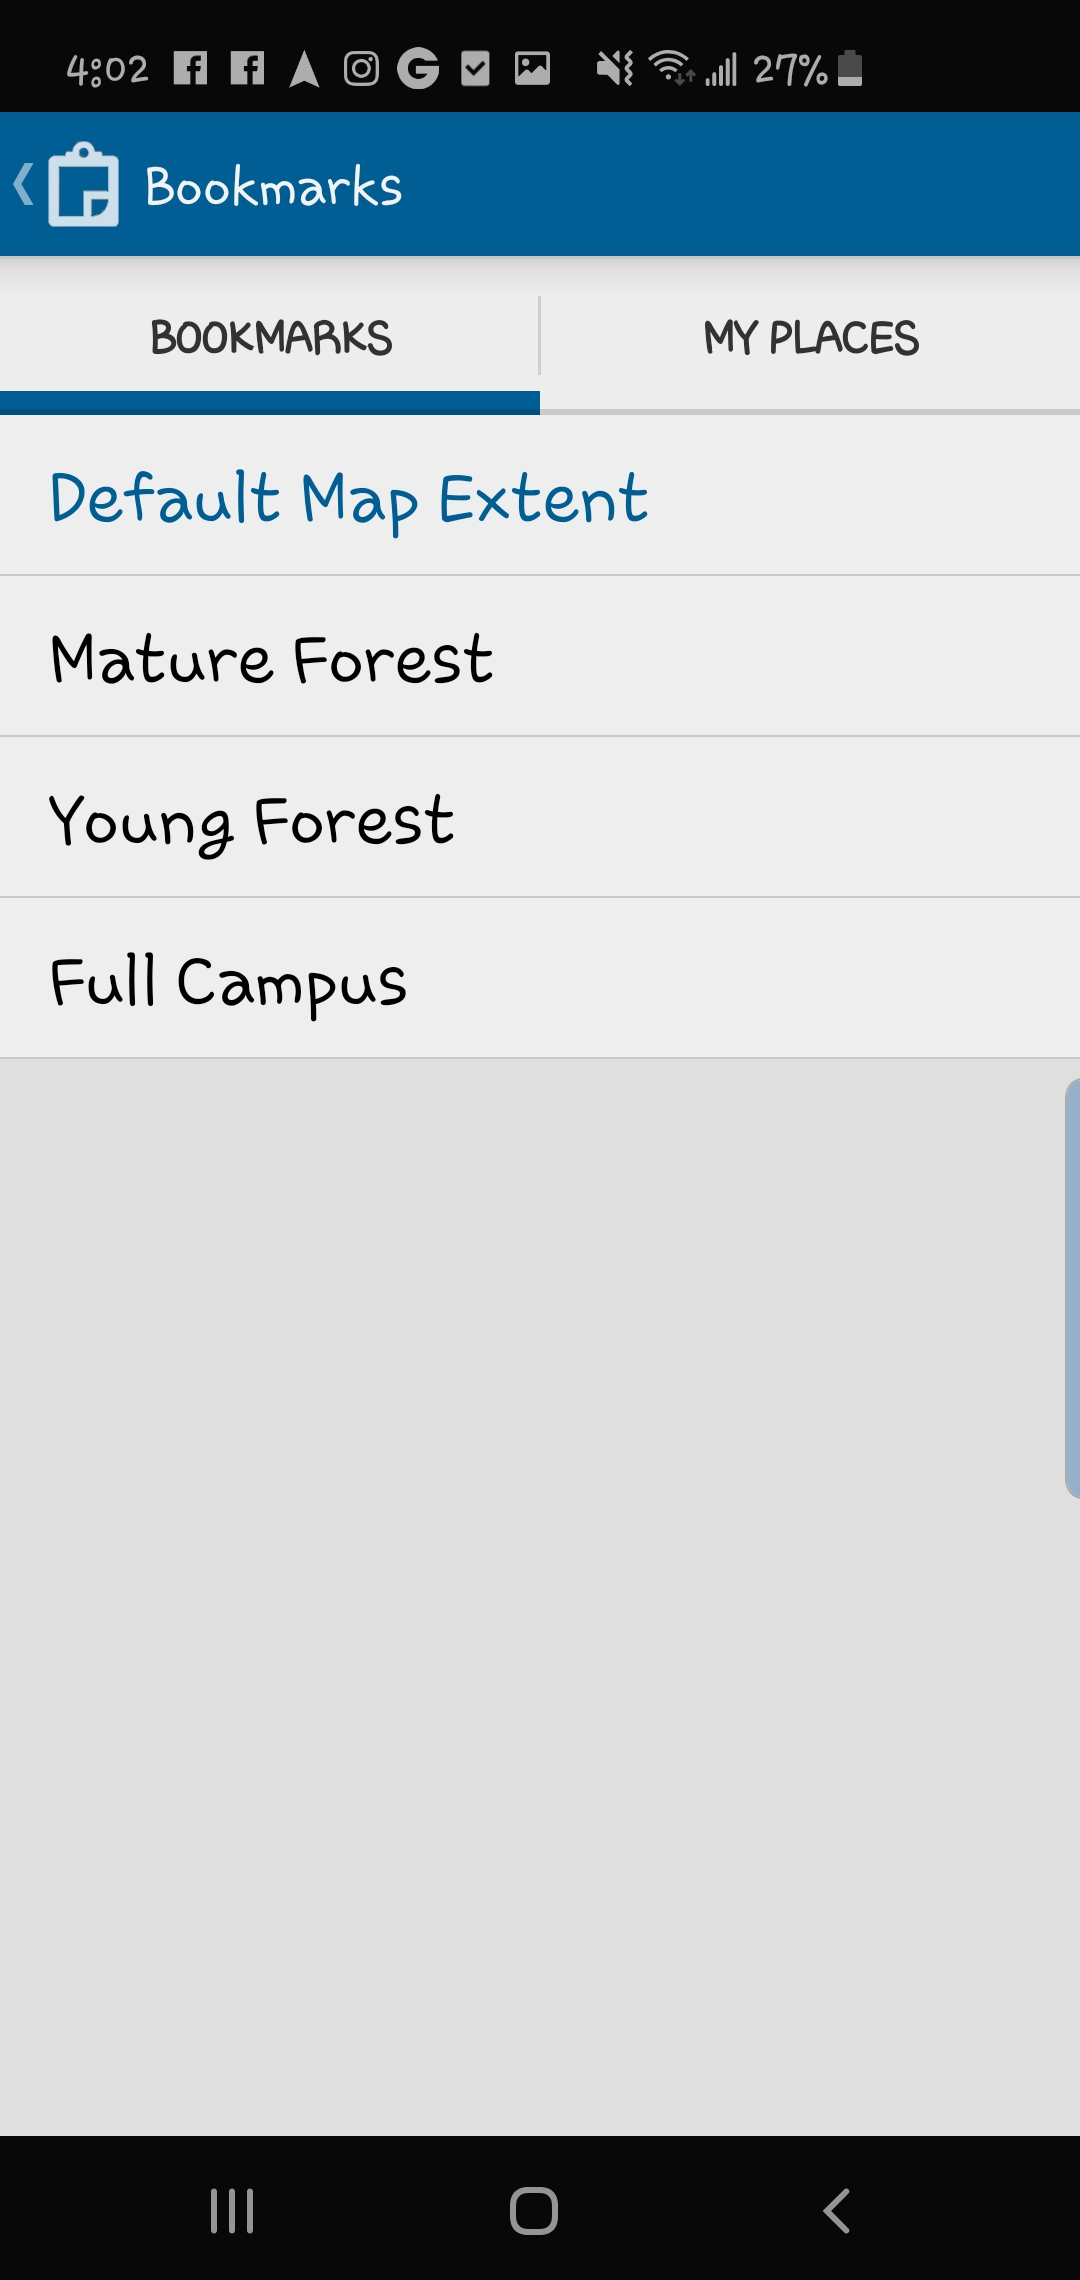 4:02 27%
Bookmarks
BOOKMARKS MY PLACES
Default Map Extent
Mature Forest
Young Forest
Full Campus